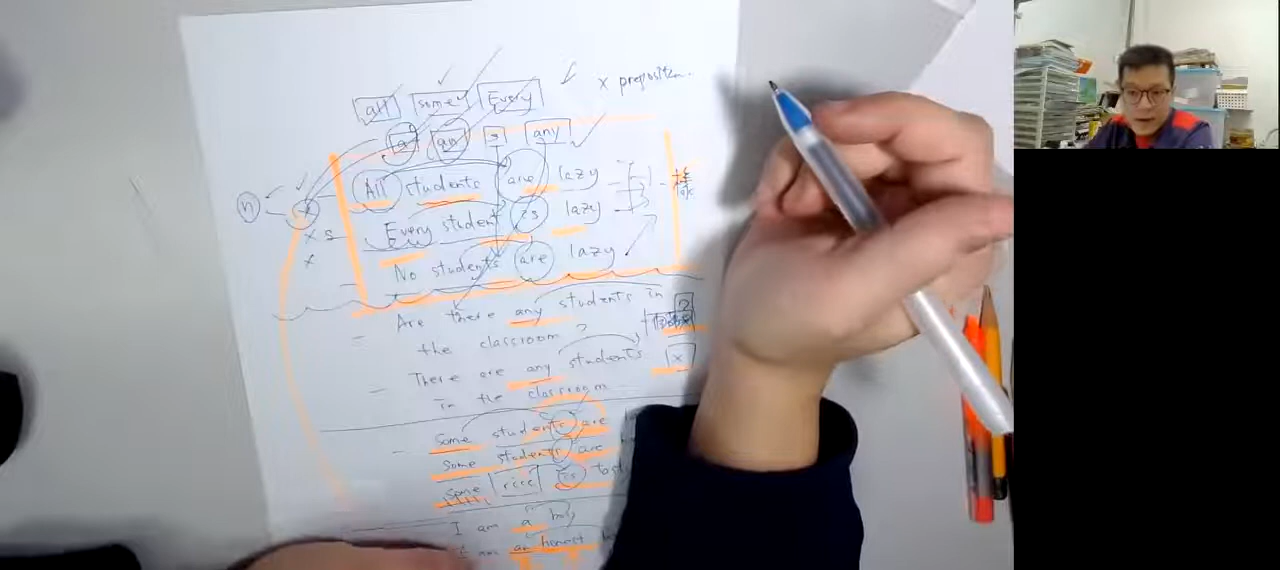 all some Every x preposition.
a an s any
All students are lazy
Every student is lazy
No students are lazy
Are there any students in ?
the classroom ?
There are any students x
in the classroom
Some students are
some students are
some rice is
I am a boy
am an honest
n
x s
x